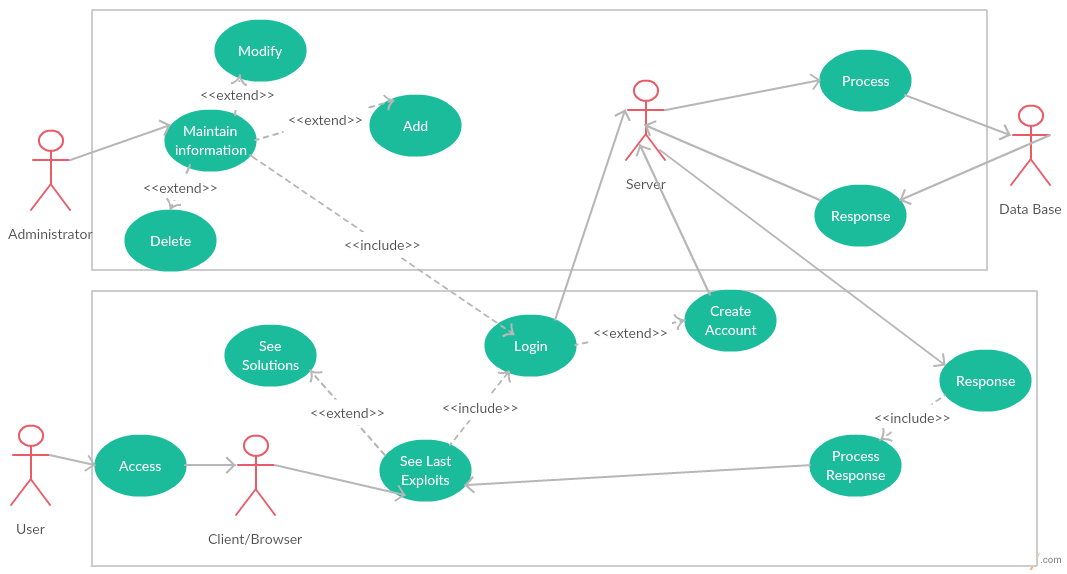 Modify
<<extend>>
Process
Maintain
information
<<extend>>
Add
<<extend>>
Server
Administrator
Delete
Response
Data Base
<<include>>
Create
Account
<<extend>>
Login
See
Solutions
<<extend>>
<<include>>
Response
<<include>>
Access
See Last
Exploits
Process
Response
User
Client/Browser
.com